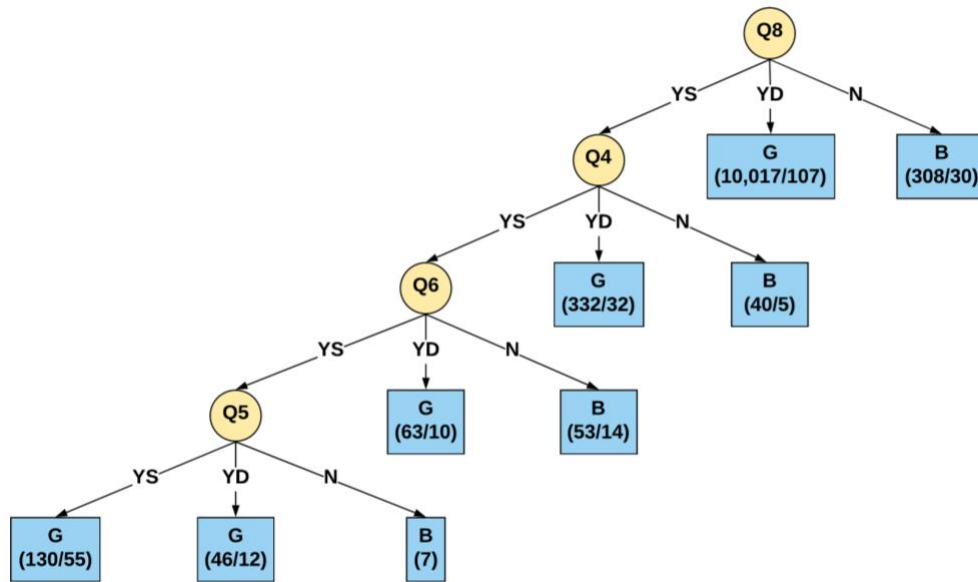 Q8
YS
YD
N
Q4
G
(10,017/107)
B
(308/30)
YS
YD
N
Q6
G
(332/32)
B
(40/5)
YS
YD
N
Q5
G
(63/10)
B
(53/14)
YS
YD
N
G
(130/55)
G
(46/12)
B
(7)